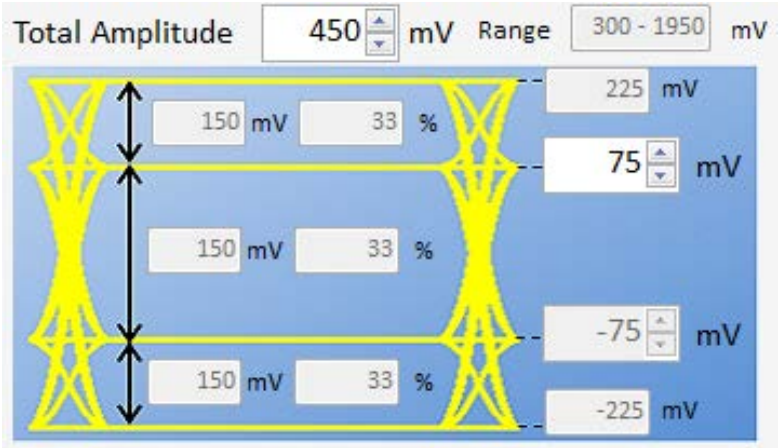 Total Amplitude 450 mV Range 300 - 1950 mV
225 mV
150 mV 33 %
75 mV
150 mV 33 %
-75 mV
150 mV 33 %
-225 mV